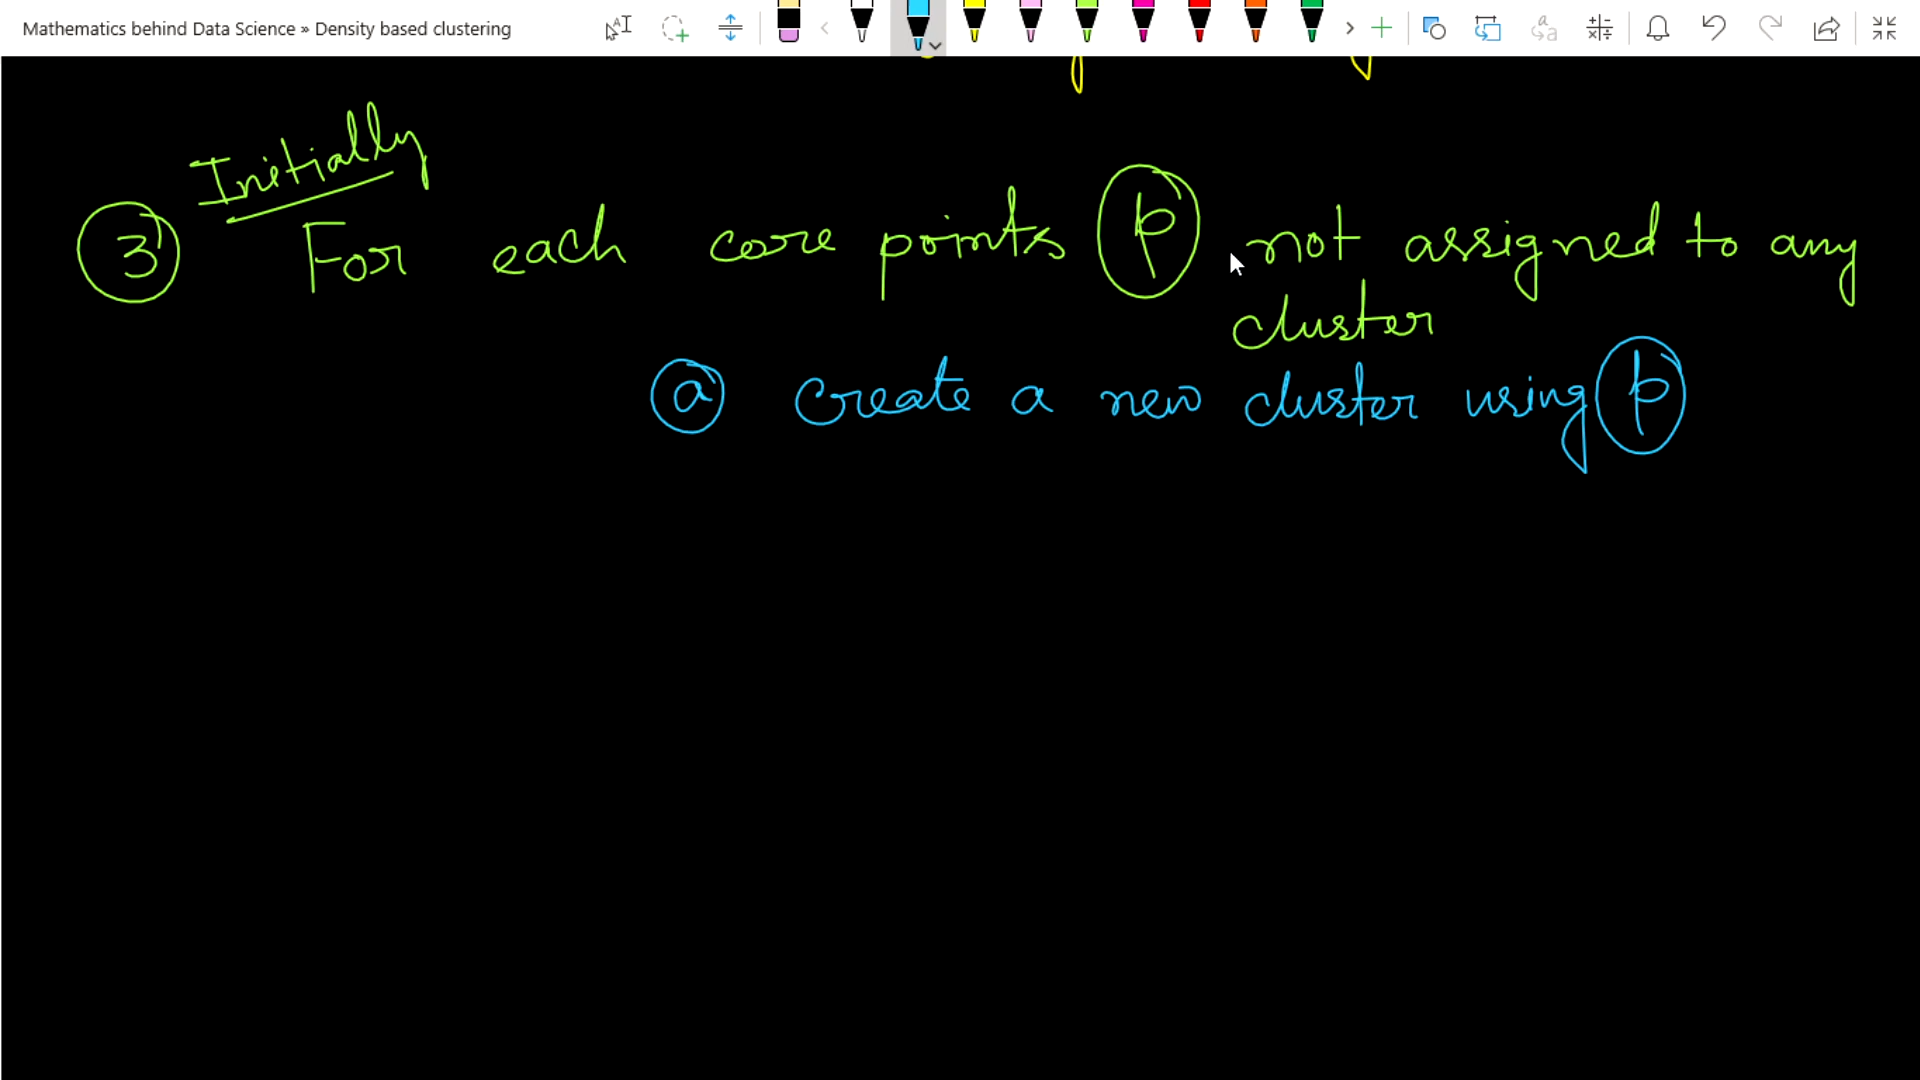 Mathematics behind Data Science » Density based clustering
Initially
3 For each core points p not assigned to any
cluster
a Create a new cluster using p